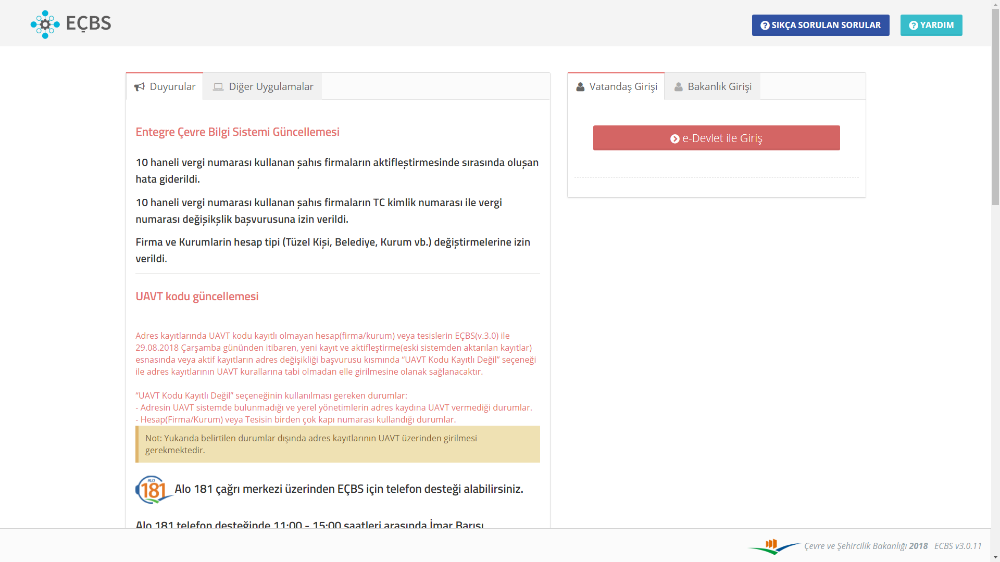 EÇBS
SIKÇA SORULAN SORULAR
YARDIM
Duyurular
Diğer Uygulamalar
Vatandaş Girişi
Bakanlık Girişi
e-Devlet ile Giriş
Entegre Çevre Bilgi Sistemi Güncellemesi
10 haneli vergi numarası kullanan şahıs firmaların aktifleştirmesinde sırasında oluşan
hata giderildi.
10 haneli vergi numarası kullanan şahıs firmaların TC kimlik numarası ile vergi
numarası değişikşlik başvurusuna izin verildi.
Firma ve Kurumlarin hesap tipi (Tüzel Kişi, Belediye, Kurum vb.) değiştirmelerine izin
verildi.
UAVT kodu güncellemesi
Adres kayıtlarında UAVT kodu kayıtlı olmayan hesap(firma/kurum) veya tesislerin EÇBS(v.3.0) ile
29.08.2018 Çarşamba gününden itibaren, yeni kayıt ve aktifleştirme(eski sistemden aktarılan kayıtlar)
esnasında veya aktif kayıtların adres değişikliği başvurusu kısmında “UAVT Kodu Kayıtlı Değil” seçeneği
ile adres kayıtlarının UAVT kurallarına tabi olmadan elle girilmesine olanak sağlanacaktır.
“UAVT Kodu Kayıtlı Değil” seçeneğinin kullanılması gereken durumlar:
- Adresin UAVT sistemde bulunmadığı ve yerel yönetimlerin adres kaydına UAVT vermediği durumlar.
- Hesap(Firma/Kurum) veya Tesisin birden çok kapı numarası kullandığı durumlar.
Not: Yukarıda belirtilen durumlar dışında adres kayıtlarının UAVT üzerinden girilmesi
gerekmektedir.
ALO
181
Alo 181 çağrı merkezi üzerinden EÇBS için telefon desteği alabilirsiniz.
Alo 181 telefon desteğinde 11:00 - 15:00 saatleri arasında İmar Barışı
Çevre ve Şehircilik Bakanlığı 2018 ECBS v3.0.11